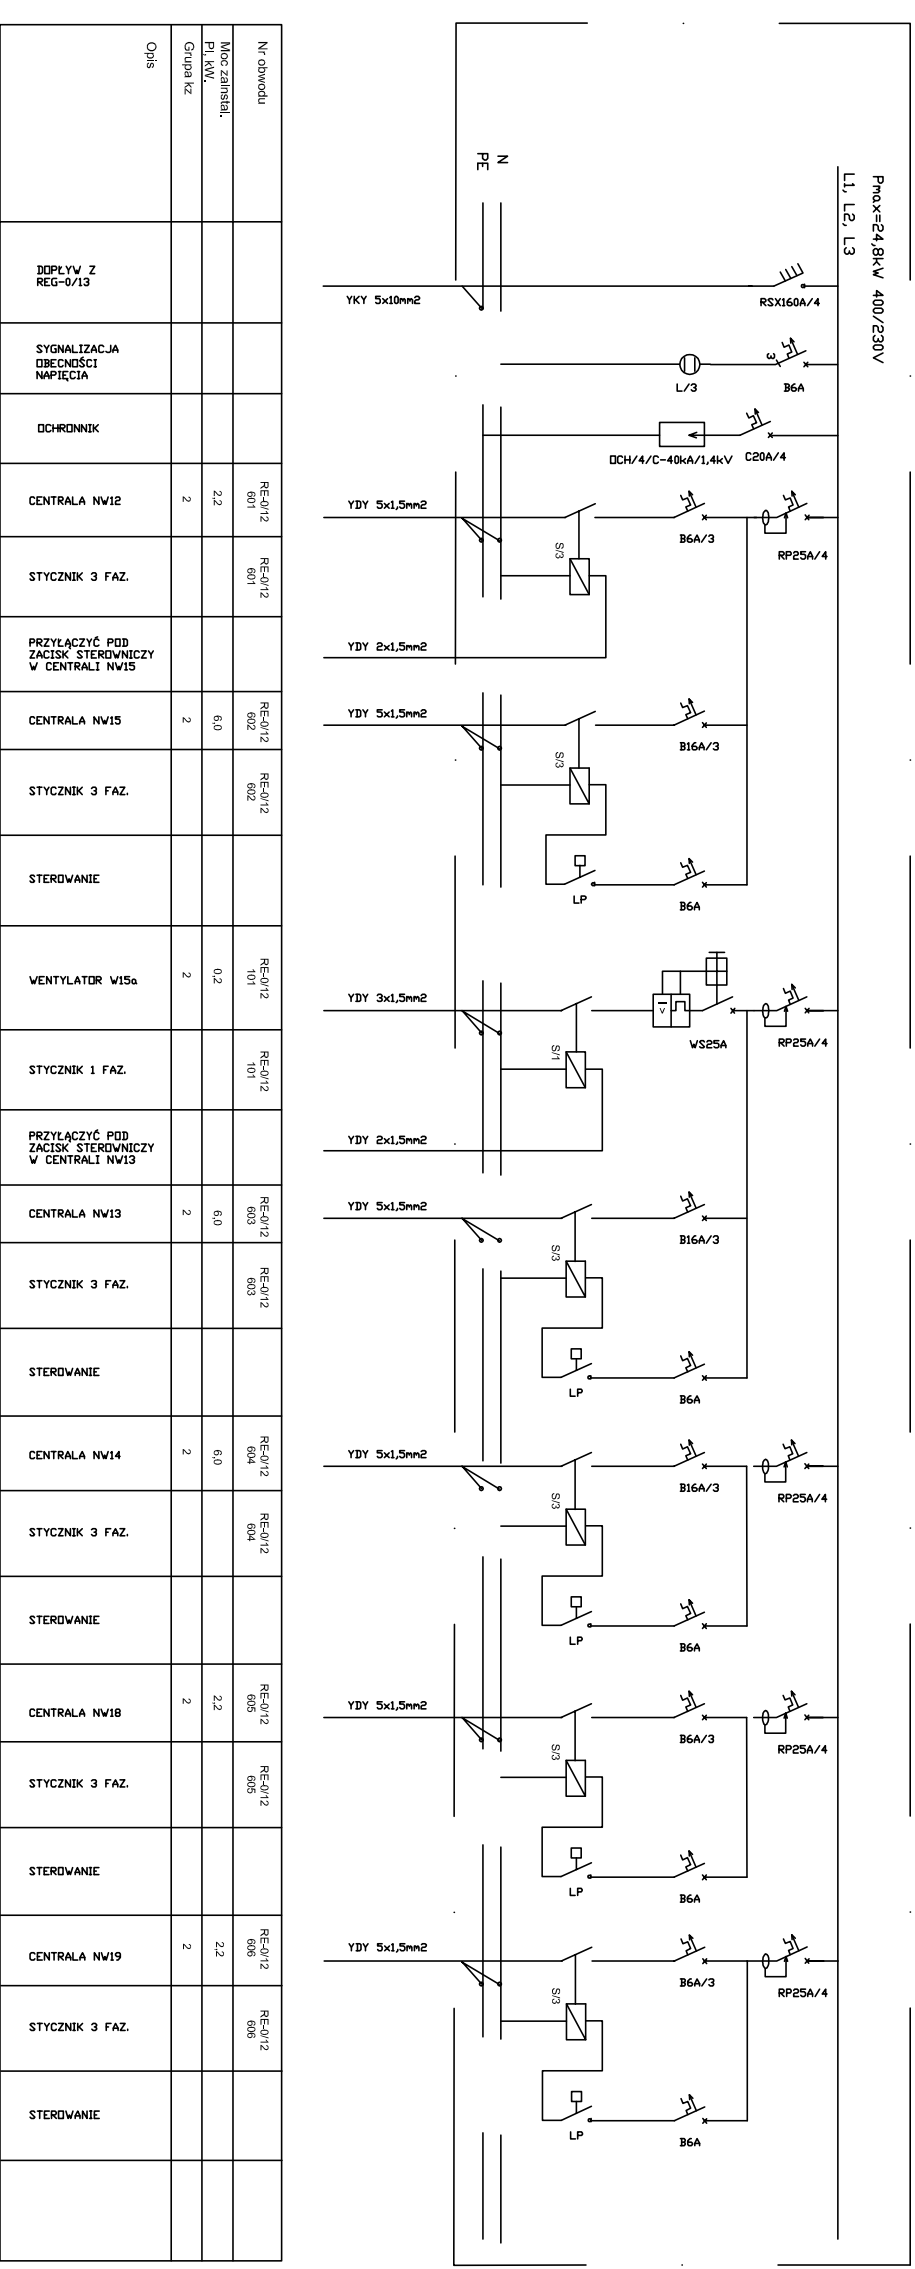 Pmax=24,8kW 400/230V
L1, L2, L3
N
PE
Nr obwodu
Moc zainstal.
PI, kW.
Grupa kz
Opis
DOPŁYW Z
REG-0/13
YKY 5x10mm2
RSX160A/4
SYGNALIZACJA
OBECNOŚCI
NAPIĘCIA
L/3
3
B6A
OCHRONNIK
OCH/4/C-40kA/1,4kV
C20A/4
CENTRALA NW12
2
2,2
RE-0/12
601
YDY 5x1,5mm2
B6A/3
RP25A/4
STYCZNIK 3 FAZ.
RE-0/12
601
S/3
PRZYŁĄCZYĆ POD
ZACISK STEROWNICZY
W CENTRALI NW15
YDY 2x1,5mm2
CENTRALA NW15
2
6,0
RE-0/12
602
YDY 5x1,5mm2
B16A/3
STYCZNIK 3 FAZ.
RE-0/12
602
S/3
STEROWANIE
LP
B6A
WENTYLATOR W15a
2
0,2
RE-0/12
101
YDY 3x1,5mm2
I
>
WS25A
RP25A/4
STYCZNIK 1 FAZ.
RE-0/12
101
S/1
PRZYŁĄCZYĆ POD
ZACISK STEROWNICZY
W CENTRALI NW13
YDY 2x1,5mm2
CENTRALA NW13
2
6,0
RE-0/12
603
YDY 5x1,5mm2
B16A/3
STYCZNIK 3 FAZ.
RE-0/12
603
S/3
STEROWANIE
LP
B6A
CENTRALA NW14
2
6,0
RE-0/12
604
YDY 5x1,5mm2
B16A/3
RP25A/4
STYCZNIK 3 FAZ.
RE-0/12
604
S/3
STEROWANIE
LP
B6A
CENTRALA NW18
2
2,2
RE-0/12
605
YDY 5x1,5mm2
B6A/3
RP25A/4
STYCZNIK 3 FAZ.
RE-0/12
605
S/3
STEROWANIE
LP
B6A
CENTRALA NW19
2
2,2
RE-0/12
606
YDY 5x1,5mm2
B6A/3
RP25A/4
STYCZNIK 3 FAZ.
RE-0/12
606
S/3
STEROWANIE
LP
B6A